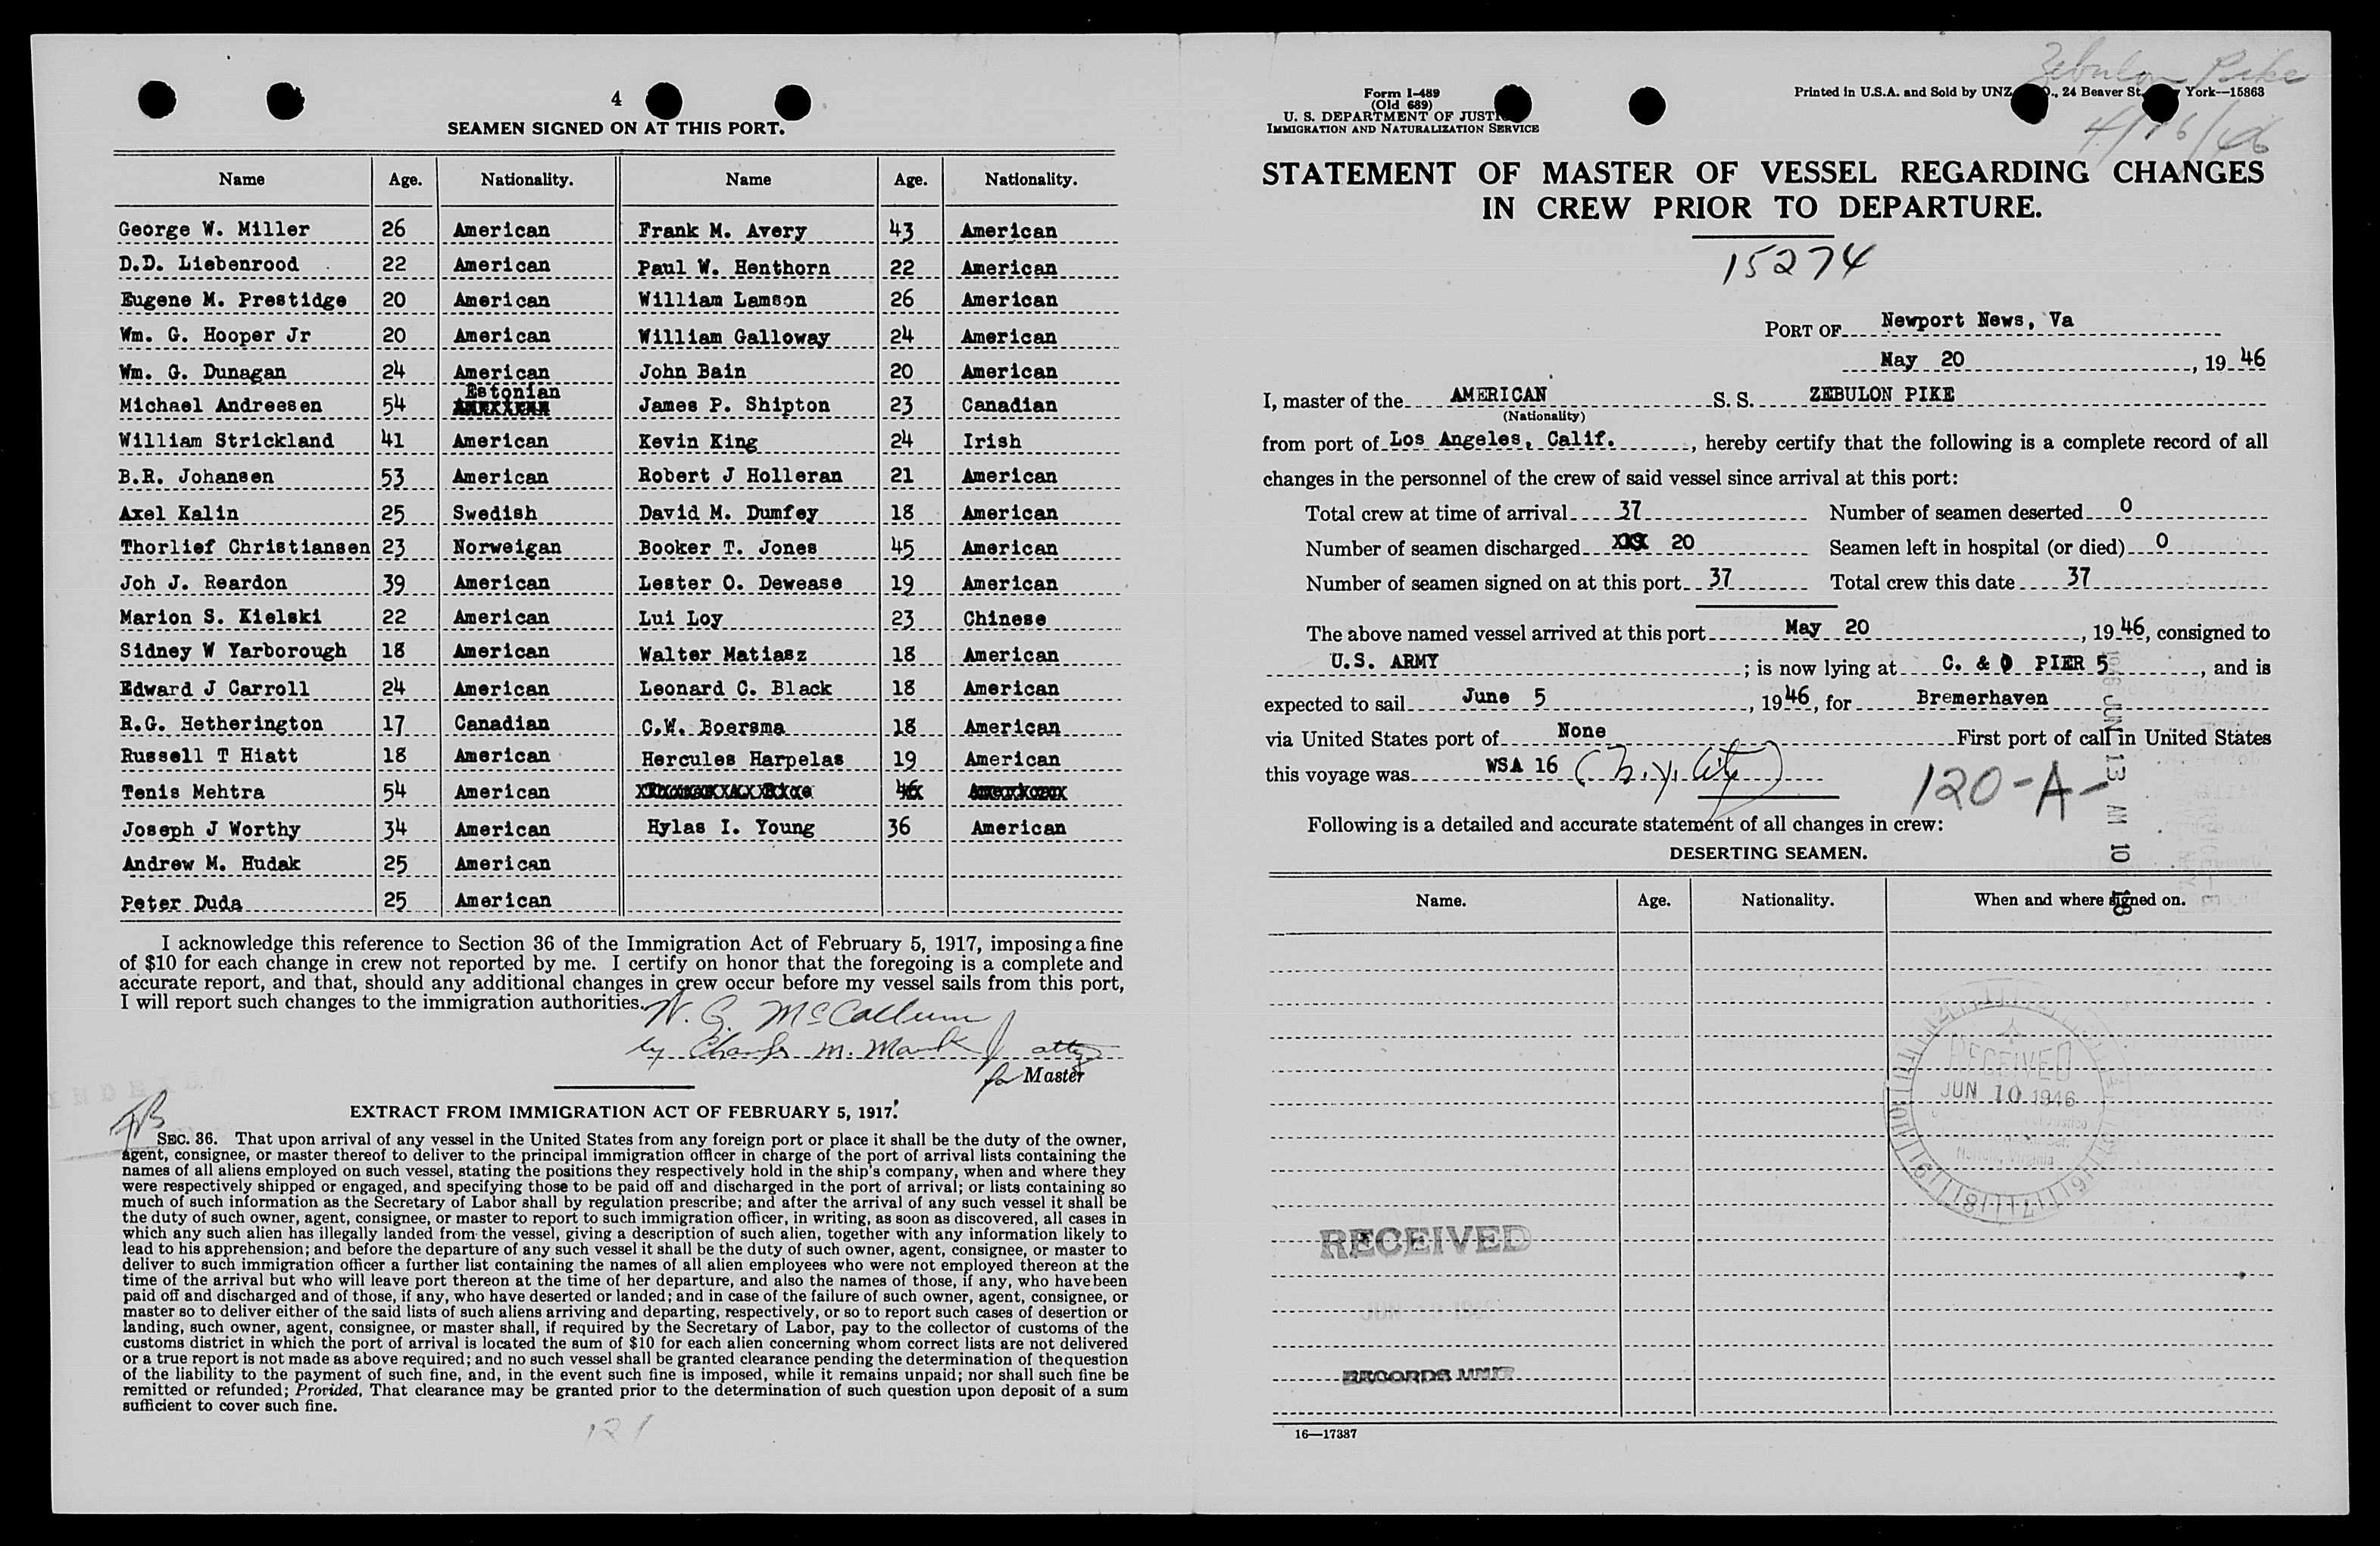 4
SEAMEN SIGNED ON AT THIS PORT.
Name Age. Nationality. Name Age. Nationality.
George W. Miller 26 American Frank M. Avery 43 American
D.D. Liebenrood 22 American Paul W. Henthorn 22 American
Eugene M. Prestidge 20 American William Lamson 26 American
Wm. G. Hooper Jr 20 American William Galloway 24 American
Wm. G. Dunagan 24 American John Bain 20 American
Michael Andreesen 54 Estonian James P. Shipton 23 Canadian
William Strickland 41 American Kevin King 24 Irish
B.R. Johansen 53 American Robert J Holleran 21 American
Axel Kalin 25 Swedish David M. Dumfey 18 American
Thorlief Christiansen 23 Norweigan Booker T. Jones 45 American
Joh J. Reardon 39 American Lester O. Dewease 19 American
Marion S. Kielski 22 American Lui Loy 23 Chinese
Sidney W Yarborough 18 American Walter Matiasz 18 American
Edward J Carroll 24 American Leonard C. Black 18 American
R.G. Hetherington 17 Canadian C.W. Boersma 18 American
Russell T Hiatt 18 American Hercules Harpelas 19 American
Tenis Mehtra 54 American
Joseph J Worthy 34 American Hylas I. Young 36 American
Andrew M. Hudak 25 American
Peter Duda 25 American
I acknowledge this reference to Section 36 of the Immigration Act of February 5, 1917, imposing a fine
of $10 for each change in crew not reported by me. I certify on honor that the foregoing is a complete and
accurate report, and that, should any additional changes in crew occur before my vessel sails from this port,
I will report such changes to the immigration authorities.
W. G. McCallum
by Charles M. Mank Jr atty
for Master
EXTRACT FROM IMMIGRATION ACT OF FEBRUARY 5, 1917.
SEC. 36. That upon arrival of any vessel in the United States from any foreign port or place it shall be the duty of the owner,
agent, consignee, or master thereof to deliver to the principal immigration officer in charge of the port of arrival lists containing the
names of all aliens employed on such vessel, stating the positions they respectively hold in the ship's company, when and where they
were respectively shipped or engaged, and specifying those to be paid off and discharged in the port of arrival; or lists containing so
much of such information as the Secretary of Labor shall by regulation prescribe; and after the arrival of any such vessel it shall be
the duty of such owner, agent, consignee, or master to report to such immigration officer, in writing, as soon as discovered, all cases in
which any such alien has illegally landed from the vessel, giving a description of such alien, together with any information likely to
lead to his apprehension; and before the departure of any such vessel it shall be the duty of such owner, agent, consignee, or master to
deliver to such immigration officer a further list containing the names of all alien employees who were not employed thereon at the
time of the arrival but who will leave port thereon at the time of her departure, and also the names of those, if any, who have been
paid off and discharged and of those, if any, who have deserted or landed; and in case of the failure of such owner, agent, consignee, or
master so to deliver either of the said lists of such aliens arriving and departing, respectively, or so to report such cases of desertion or
landing, such owner, agent, consignee, or master shall, if required by the Secretary of Labor, pay to the collector of customs of the
customs district in which the port of arrival is located the sum of $10 for each alien concerning whom correct lists are not delivered
or a true report is not made as above required; and no such vessel shall be granted clearance pending the determination of the question
of the liability to the payment of such fine, and, in the event such fine is imposed, while it remains unpaid; nor shall such fine be
remitted or refunded; Provided, That clearance may be granted prior to the determination of such question upon deposit of a sum
sufficient to cover such fine.
121
Zebulon Pike
4/16/46
Form I-489
(Old 689)
U. S. DEPARTMENT OF JUSTI
IMMIGRATION AND NATURALIZATION SERVICE
Printed in U.S.A. and Sold by UNZ O., 24 Beaver St. York—15863
STATEMENT OF MASTER OF VESSEL REGARDING CHANGES
IN CREW PRIOR TO DEPARTURE.
15274
PORT OF Newport News, Va
May 20, 1946
I, master of the AMERICAN S. S. ZEBULON PIKE
(Nationality)
from port of Los Angeles, Calif., hereby certify that the following is a complete record of all
changes in the personnel of the crew of said vessel since arrival at this port:
Total crew at time of arrival 37 Number of seamen deserted 0
Number of seamen discharged 20 Seamen left in hospital (or died) 0
Number of seamen signed on at this port 37 Total crew this date 37
The above named vessel arrived at this port May 20, 1946, consigned to
U.S. ARMY; is now lying at C. & O PIER 5, and is
expected to sail June 5, 1946, for Bremerhaven
via United States port of None First port of call in United States
this voyage was WSA 16 (N.Y. City)
120-A-
1946 JUN 13 AM 10 18
Following is a detailed and accurate statement of all changes in crew:
DESERTING SEAMEN.
Name. Age. Nationality. When and where signed on.
RECEIVED
JUN 10 1946
Norfolk, Virginia
RECEIVED
JUN 1946
RECORDS UNIT
16—17387